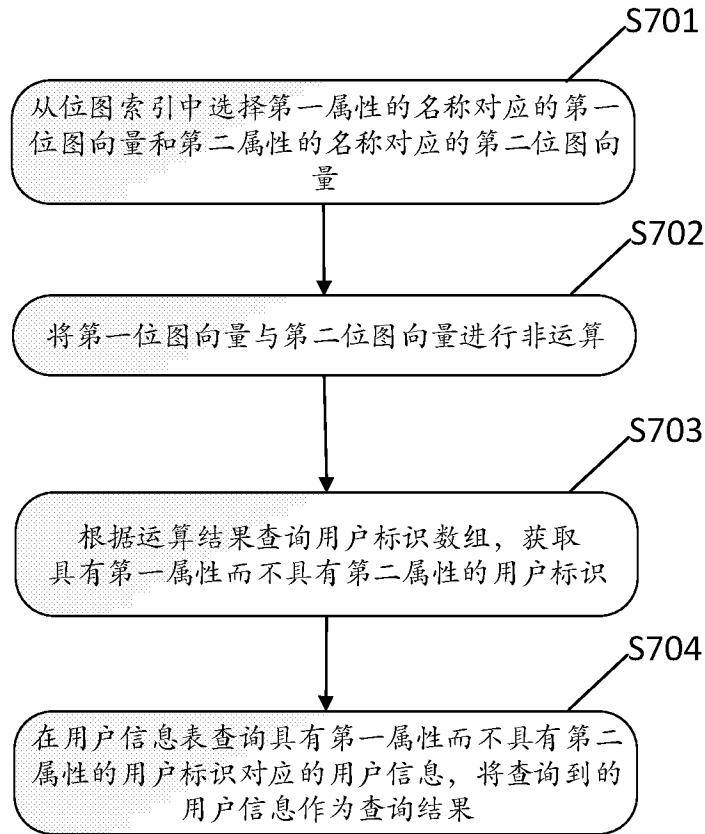 S701
从位图索引中选择第一属性的名称对应的第一
位图向量和第二属性的名称对应的第二位图向
量
S702
将第一位图向量与第二位图向量进行非运算
S703
根据运算结果查询用户标识数组，获取
具有第一属性而不具有第二属性的用户标识
S704
在用户信息表查询具有第一属性而不具有第二
属性的用户标识对应的用户信息，将查询到的
用户信息作为查询结果